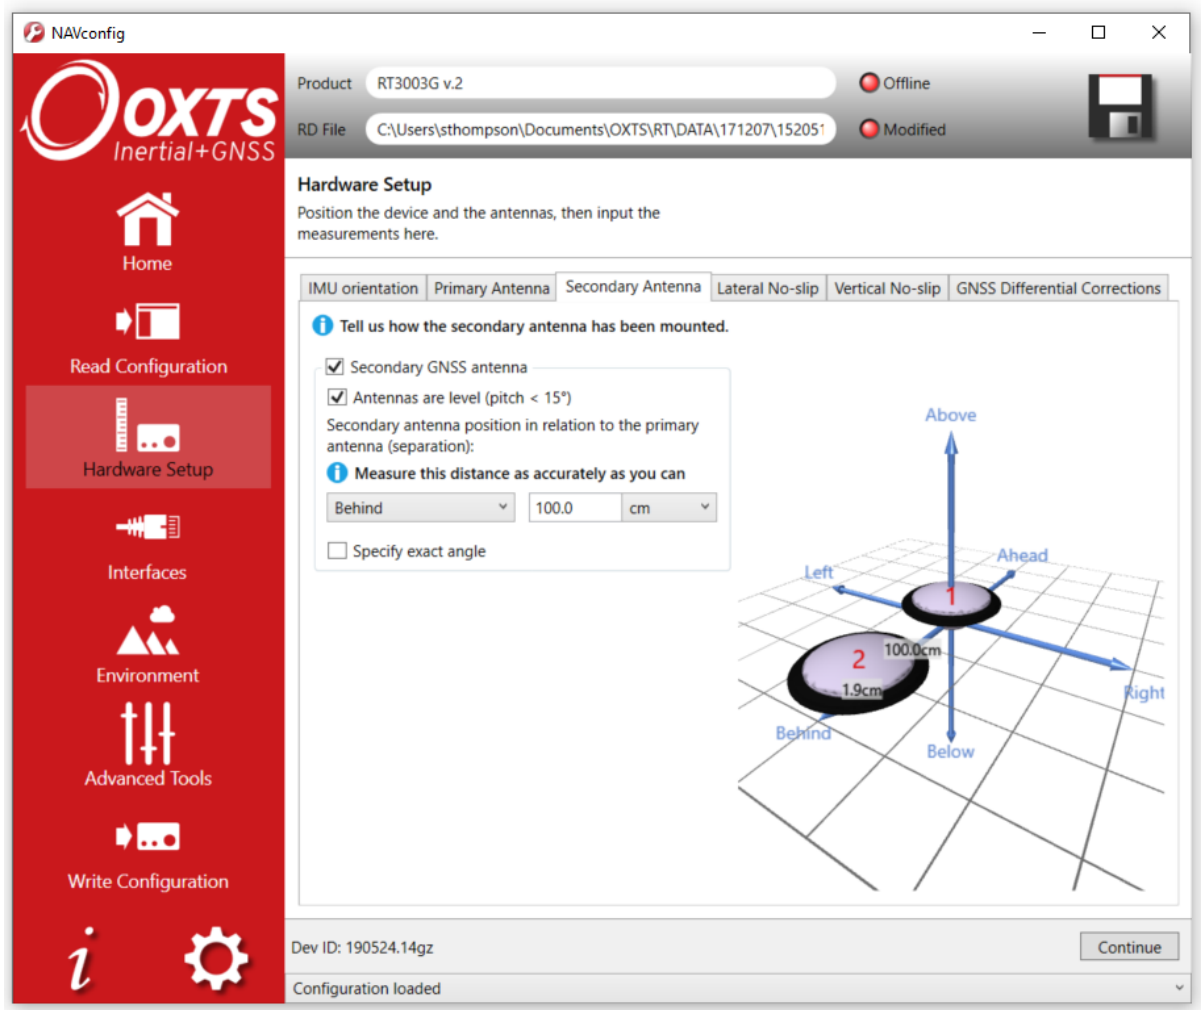 NAVconfig
OXTS
Inertial+GNSS
Product
RT3003G v.2
Offline
RD File
C:\Users\sthompson\Documents\OXTS\RT\DATA\171207\152051
Modified
Hardware Setup
Position the device and the antennas, then input the
measurements here.
Home
Read Configuration
Hardware Setup
Interfaces
Environment
Advanced Tools
Write Configuration
IMU orientation
Primary Antenna
Secondary Antenna
Lateral No-slip
Vertical No-slip
GNSS Differential Corrections
Tell us how the secondary antenna has been mounted.
Secondary GNSS antenna
Antennas are level (pitch < 15°)
Secondary antenna position in relation to the primary
antenna (separation):
Measure this distance as accurately as you can
Behind
100.0
cm
Specify exact angle
Above
Ahead
Left
1
2
100.0cm
1.9cm
Right
Behind
Below
Dev ID: 190524.14gz
Continue
Configuration loaded